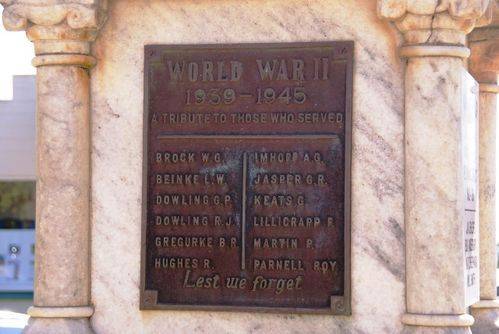 WORLD WAR II
1939 - 1945
A TRIBUTE TO THOSE WHO SERVED
BROCK W.G.
BEINKE L.W.
DOWLING G.P.
DOWLING R.J.
GREGURKE B.R.
HUGHES R.
IMHOFF A.G.
JASPER G.R.
KEATS G.
LILLICRAPP F.
MARTIN P.
PARNELL ROY
Lest we forget